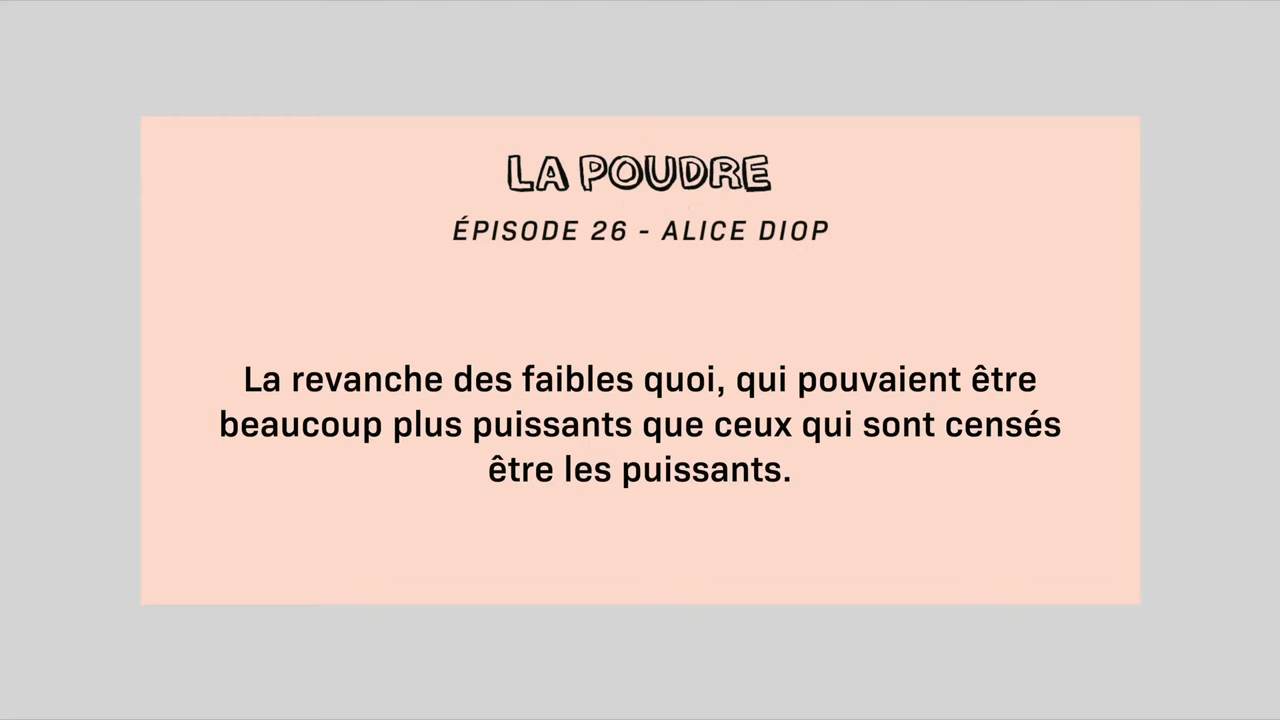 LA POUDRE
ÉPISODE 26 - ALICE DIOP
La revanche des faibles quoi, qui pouvaient être
beaucoup plus puissants que ceux qui sont censés
être les puissants.